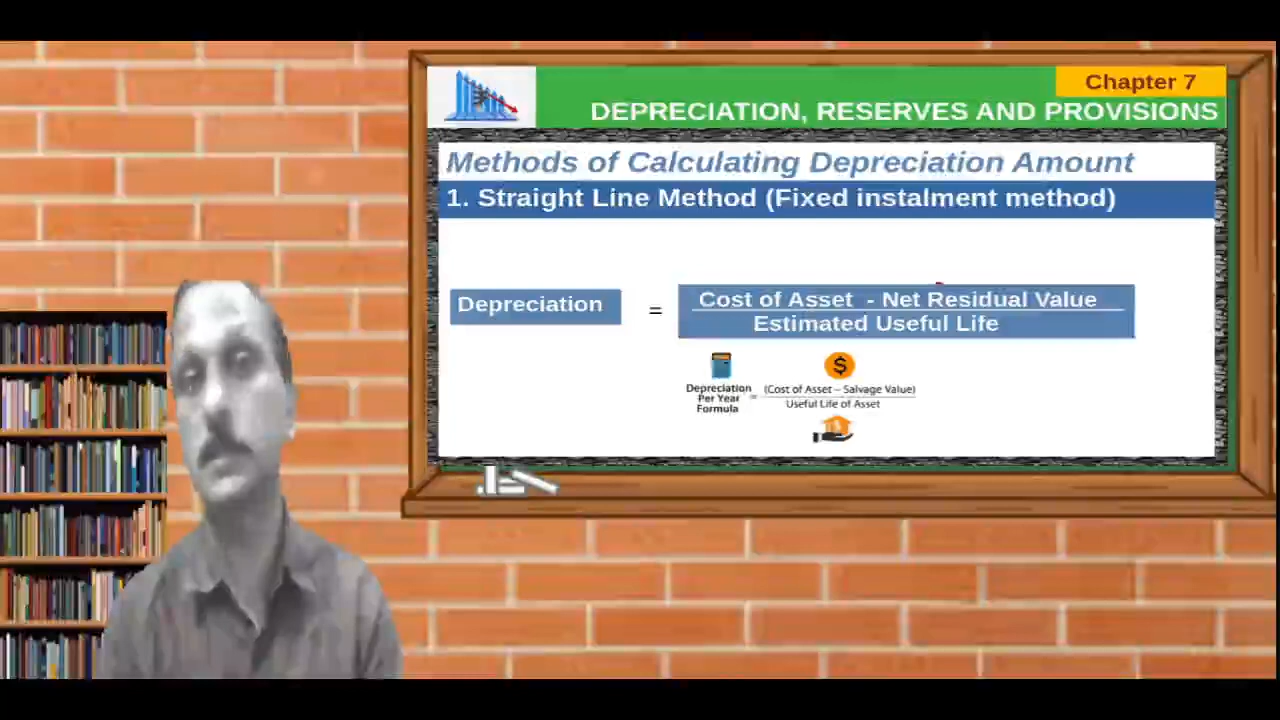 Chapter 7
DEPRECIATION, RESERVES AND PROVISIONS
Methods of Calculating Depreciation Amount
1. Straight Line Method (Fixed instalment method)
Depreciation = Cost of Asset - Net Residual Value
Estimated Useful Life
$
Depreciation
Per Year
Formula
= (Cost of Asset – Salvage Value)
Useful Life of Asset